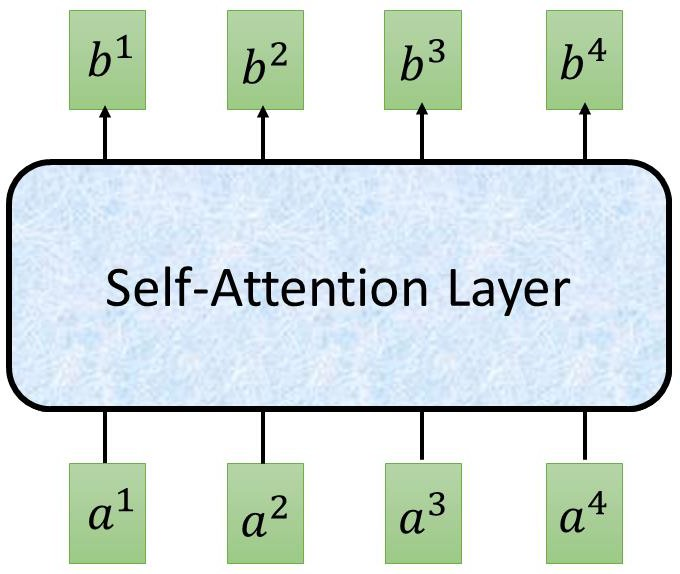 b¹ b² b³ b⁴
Self-Attention Layer
a¹ a² a³ a⁴